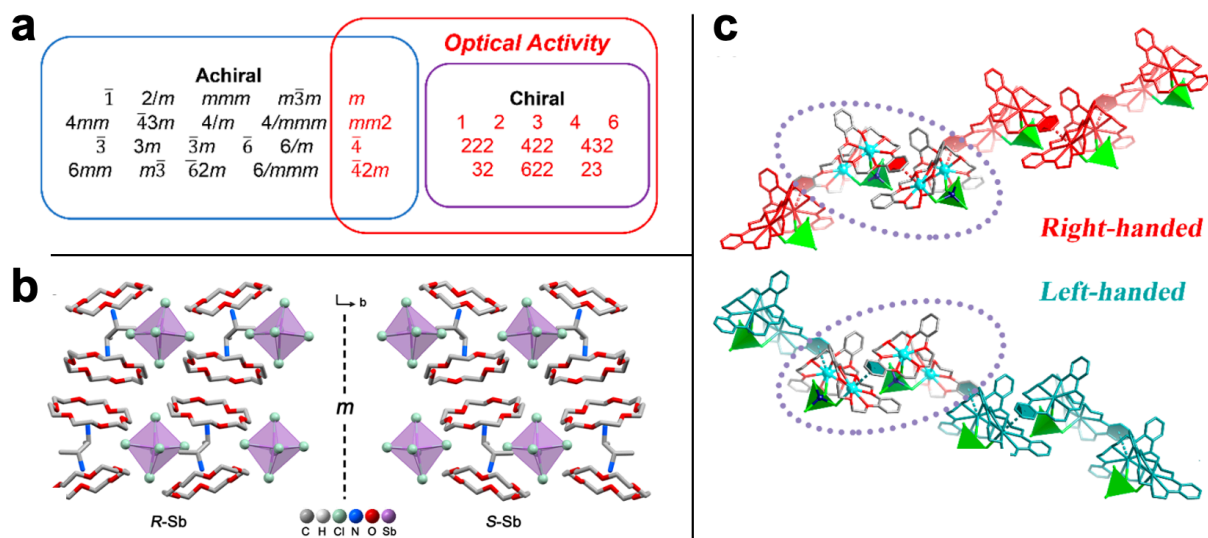 a
Optical Activity
Achiral
1̅ 2/m mmm m3̅m m
4mm 4̅3m 4/m 4/mmm mm2
3̅ 3m 3̅m 6̅ 6/m 4̅
6mm m3̅ 6̅2m 6/mmm 4̅2m
Chiral
1 2 3 4 6
222 422 432
32 622 23
b
b
m
R-Sb
S-Sb
C H Cl N O Sb
c
Right-handed
Left-handed